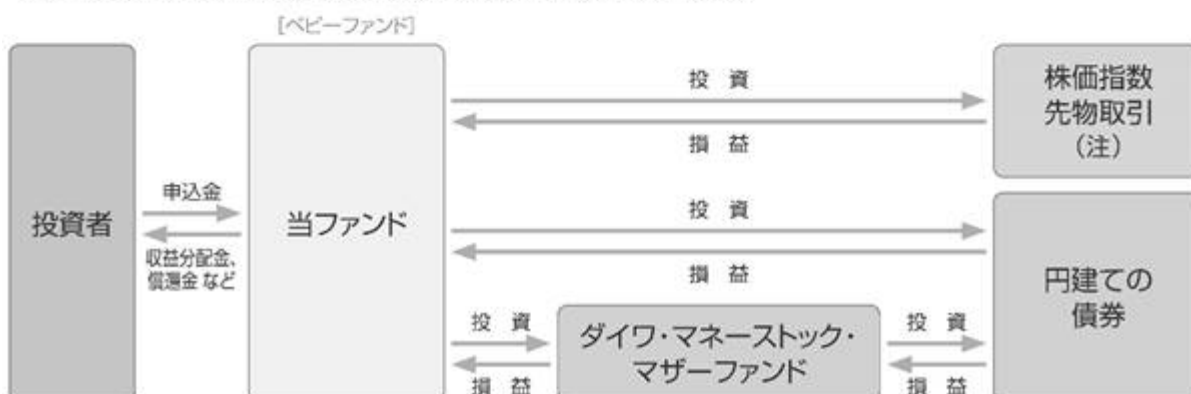 [ベビーファンド]
投資者
申込金
収益分配金、
償還金 など
当ファンド
投 資
損 益
株価指数
先物取引
(注)
投 資
損 益
円建ての
債券
投 資
損 益
ダイワ・マネーストック・
マザーファンド
投 資
損 益